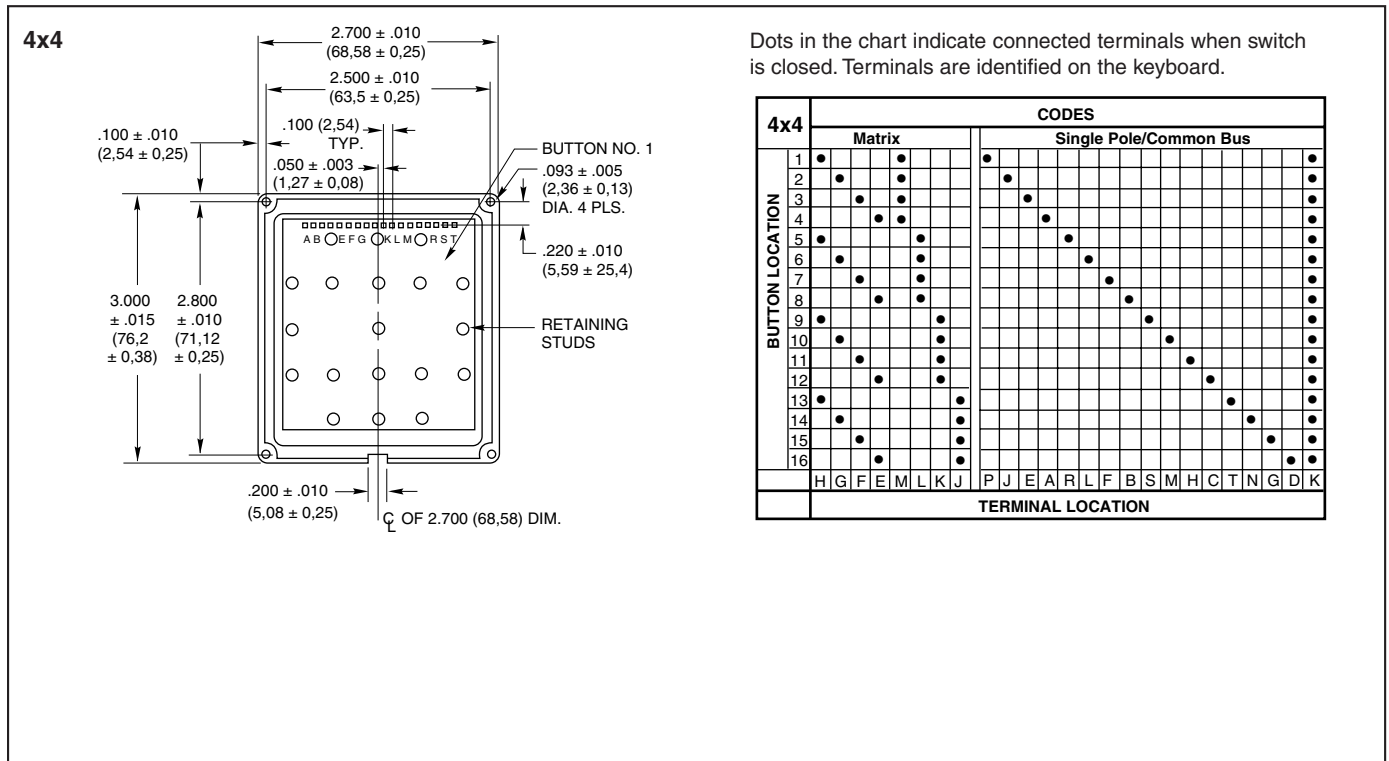 4x4
2.700 ± .010
(68,58 ± 0,25)
2.500 ± .010
(63,5 ± 0,25)
.100 (2,54)
TYP.
.100 ± .010
(2,54 ± 0,25)
.050 ± .003
(1,27 ± 0,08)
BUTTON NO. 1
.093 ± .005
(2,36 ± 0,13)
DIA. 4 PLS.
A B E F G K L M R S T
.220 ± .010
(5,59 ± 25,4)
3.000
± .015
(76,2
± 0,38)
2.800
± .010
(71,12
± 0,25)
RETAINING
STUDS
.200 ± .010
(5,08 ± 0,25)
℄ OF 2.700 (68,58) DIM.
Dots in the chart indicate connected terminals when switch
is closed. Terminals are identified on the keyboard.
4x4
CODES
Matrix Single Pole/Common Bus
BUTTON LOCATION
1
2
3
4
5
6
7
8
9
10
11
12
13
14
15
16
H G F E M L K J P J E A R L F B S M H C T N G D K
TERMINAL LOCATION